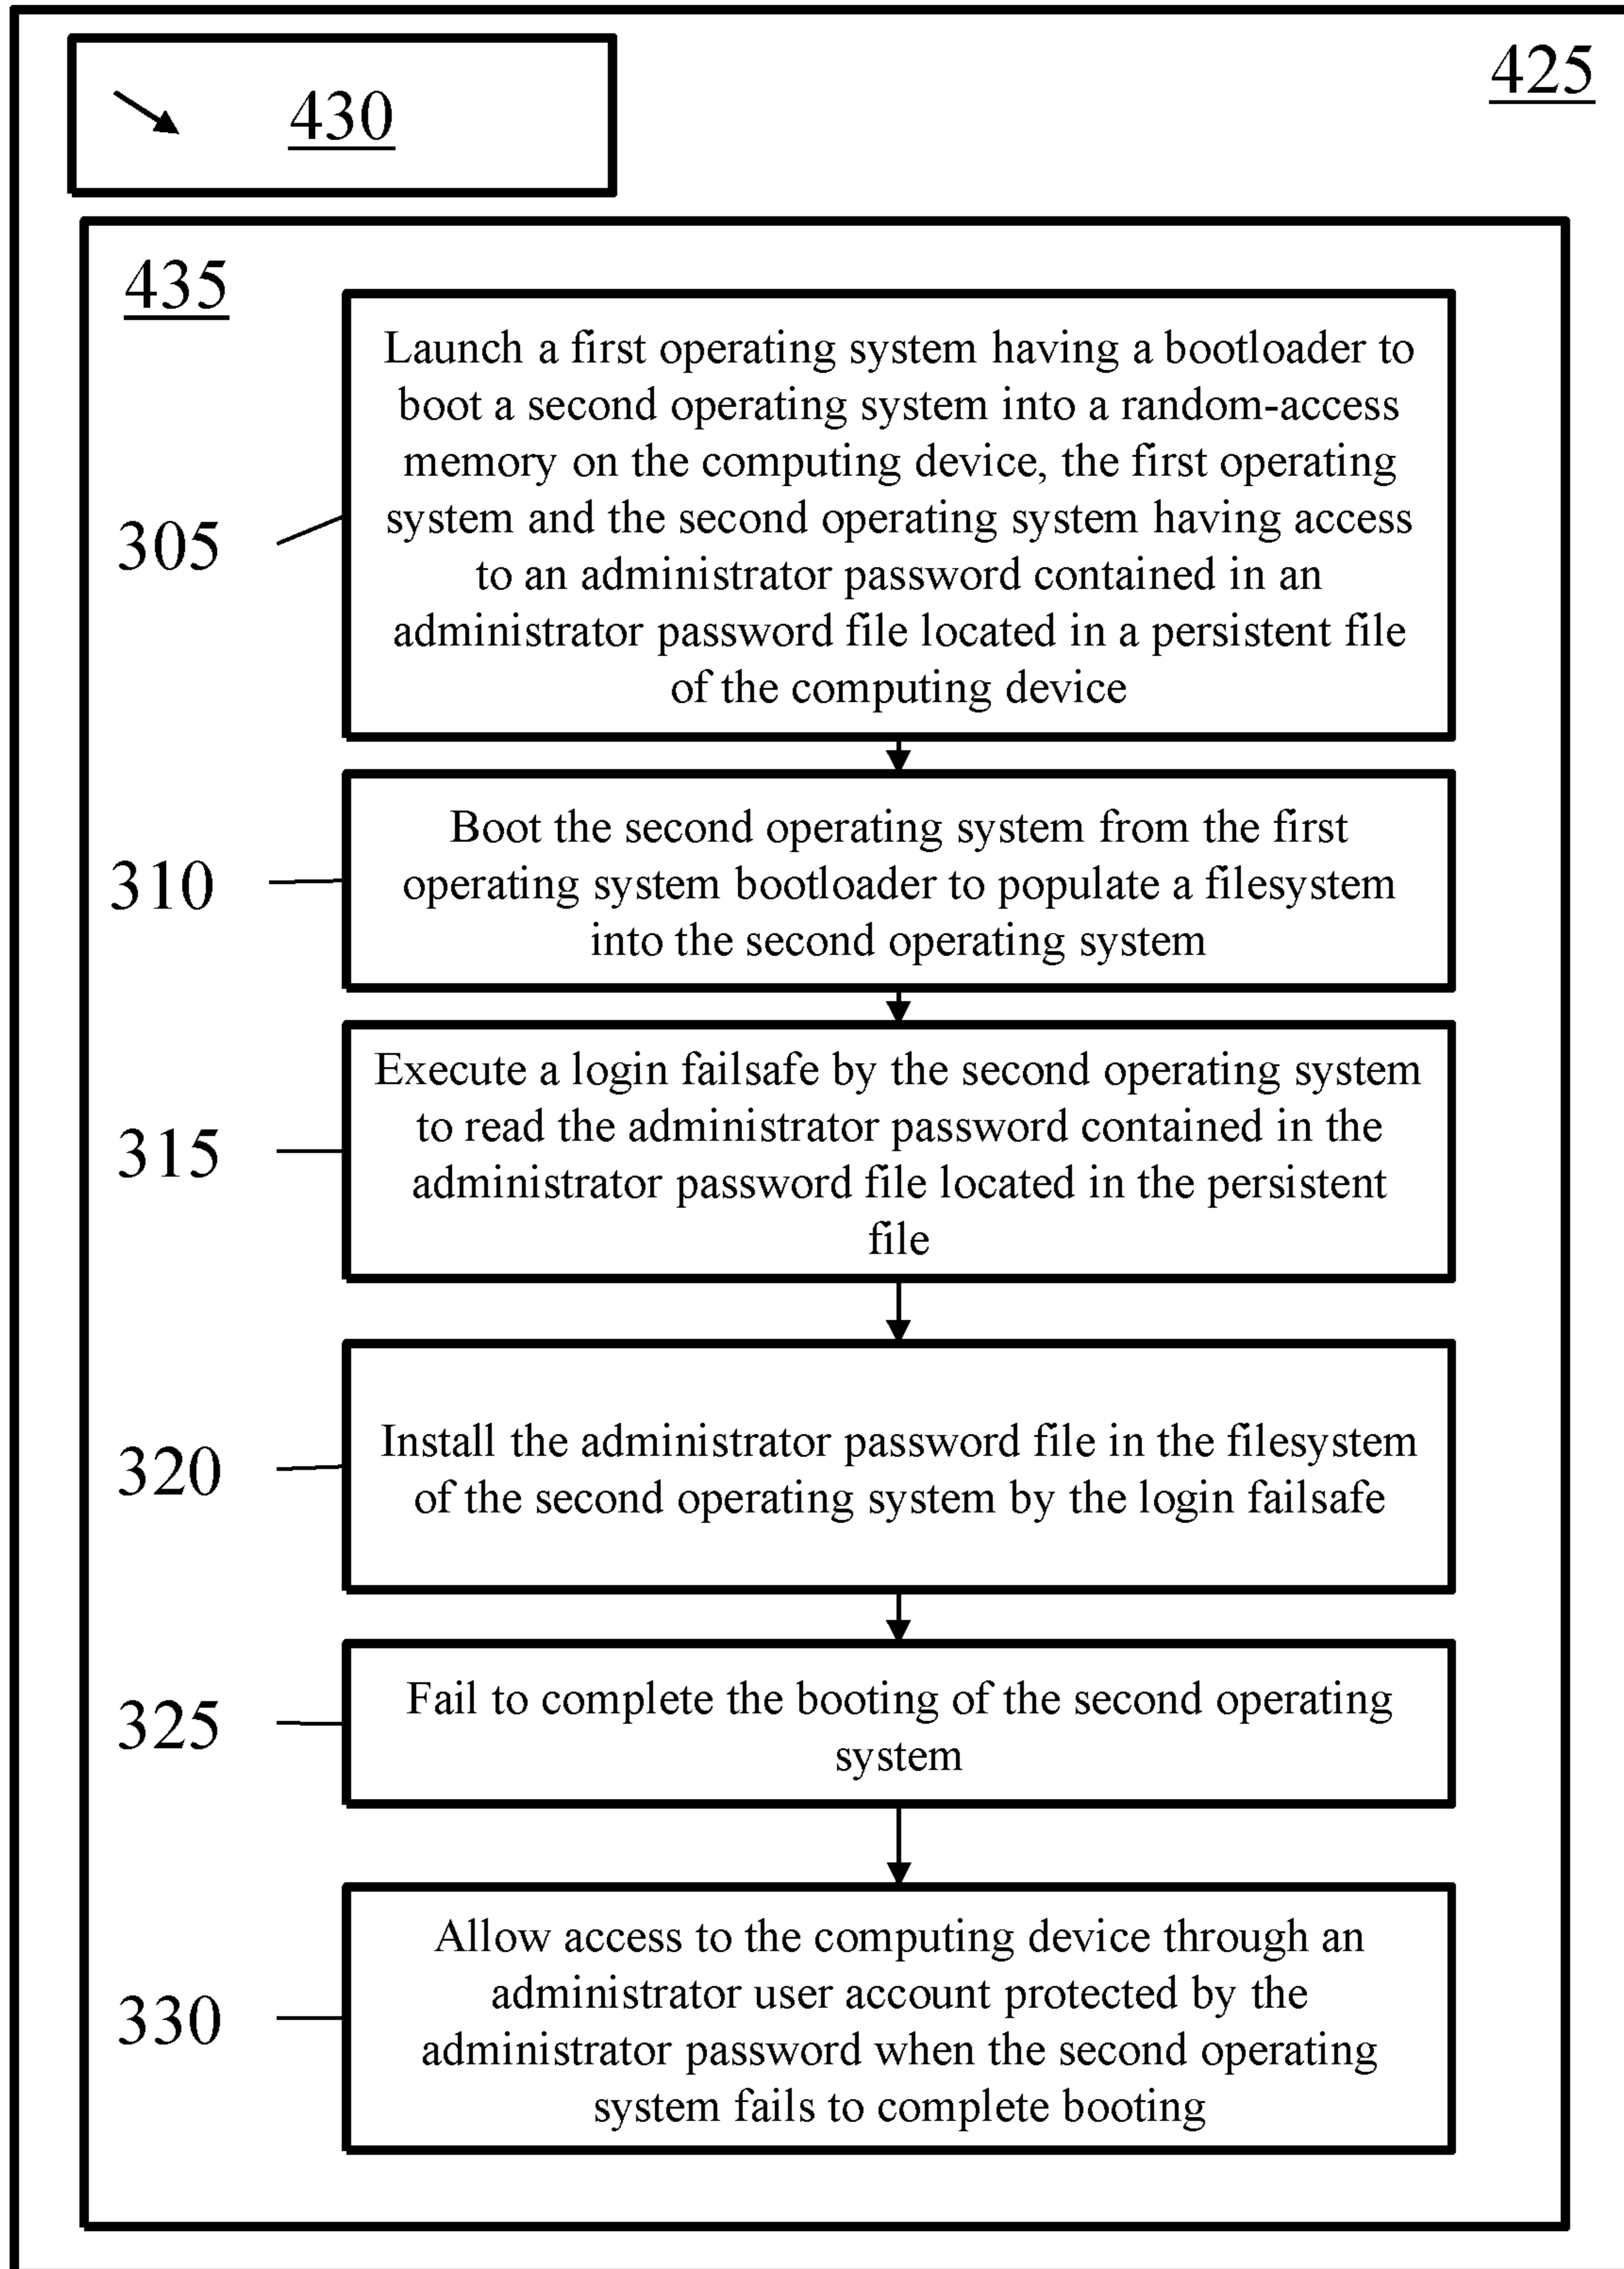 425
430
435
Launch a first operating system having a bootloader to
boot a second operating system into a random-access
memory on the computing device, the first operating
system and the second operating system having access
to an administrator password contained in an
administrator password file located in a persistent file
of the computing device
305
Boot the second operating system from the first
operating system bootloader to populate a filesystem
into the second operating system
310
Execute a login failsafe by the second operating system
to read the administrator password contained in the
administrator password file located in the persistent
file
315
Install the administrator password file in the filesystem
of the second operating system by the login failsafe
320
Fail to complete the booting of the second operating
system
325
Allow access to the computing device through an
administrator user account protected by the
administrator password when the second operating
system fails to complete booting
330